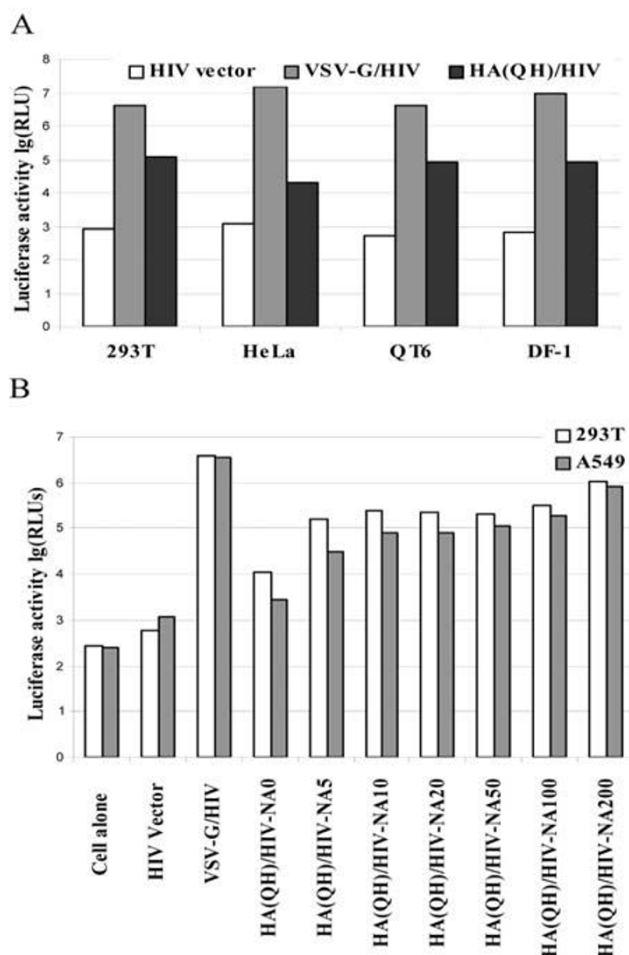 A
8
7
6
5
4
3
2
1
0
Luciferase activity lg(RLU)
HIV vector VSV-G/HIV HA(QH)/HIV
293T HeLa QT6 DF-1
B
7
6
5
4
3
2
1
0
Luciferase activity lg(RLUs)
293T
A549
Cell alone
HIV Vector
VSV-G/HIV
HA(QH)/HIV-NA0
HA(QH)/HIV-NA5
HA(QH)/HIV-NA10
HA(QH)/HIV-NA20
HA(QH)/HIV-NA50
HA(QH)/HIV-NA100
HA(QH)/HIV-NA200